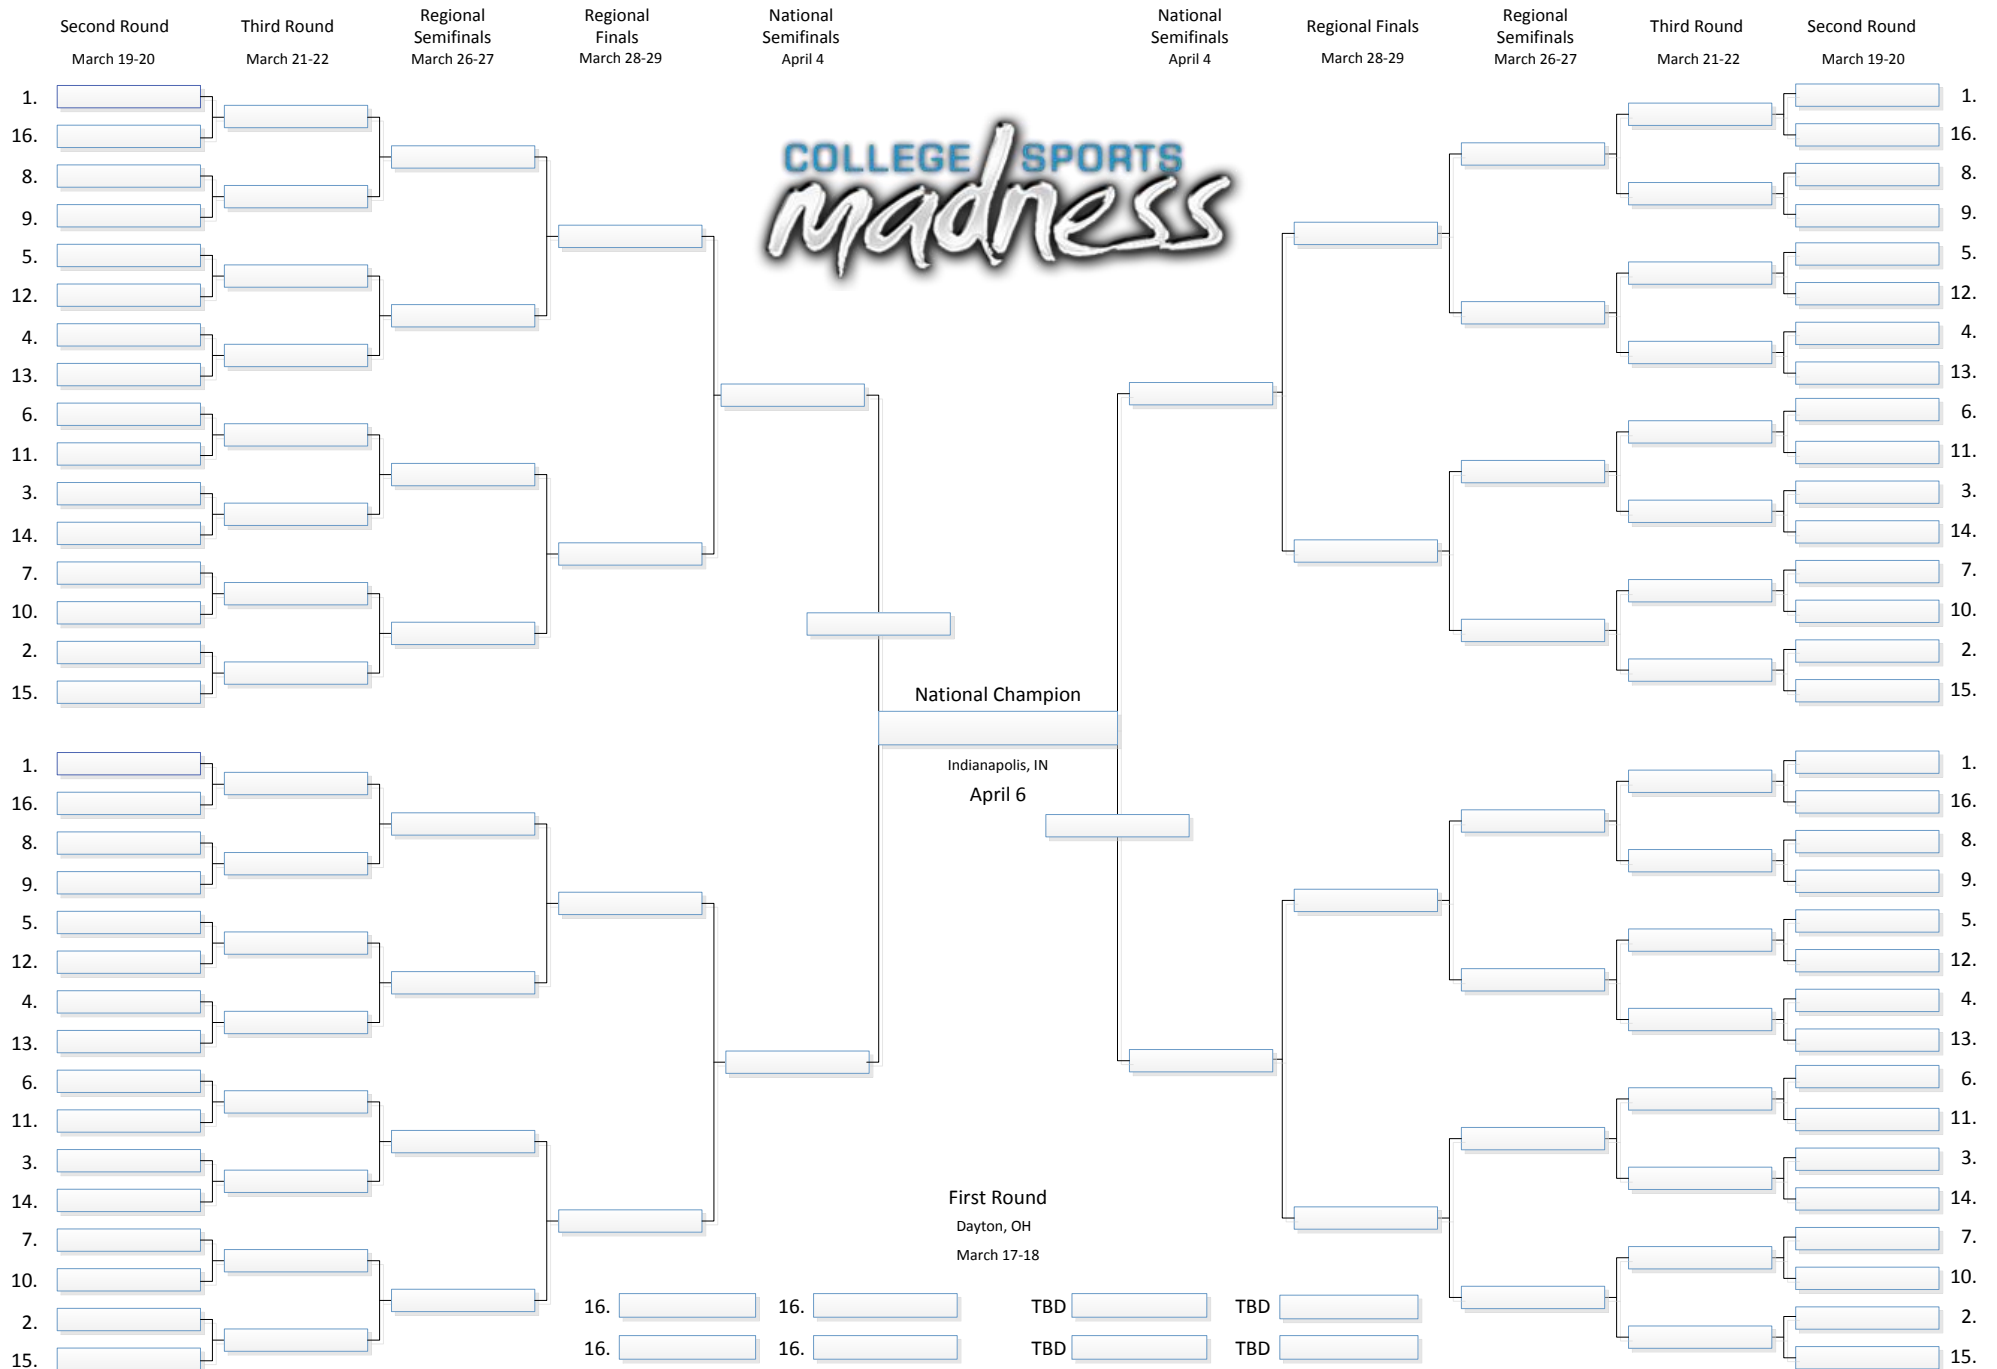 Second Round
March 19-20
Third Round
March 21-22
Regional
Semifinals
March 26-27
Regional
Finals
March 28-29
National
Semifinals
April 4
National
Semifinals
April 4
Regional Finals
March 28-29
Regional
Semifinals
March 26-27
Third Round
March 21-22
Second Round
March 19-20
COLLEGE SPORTS
madness
1.
16.
8.
9.
5.
12.
4.
13.
6.
11.
3.
14.
7.
10.
2.
15.
1.
16.
8.
9.
5.
12.
4.
13.
6.
11.
3.
14.
7.
10.
2.
15.
National Champion
Indianapolis, IN
April 6
1.
16.
8.
9.
5.
12.
4.
13.
6.
11.
3.
14.
7.
10.
2.
15.
1.
16.
8.
9.
5.
12.
4.
13.
6.
11.
3.
14.
7.
10.
2.
15.
First Round
Dayton, OH
March 17-18
16. 16. TBD TBD
16. 16. TBD TBD